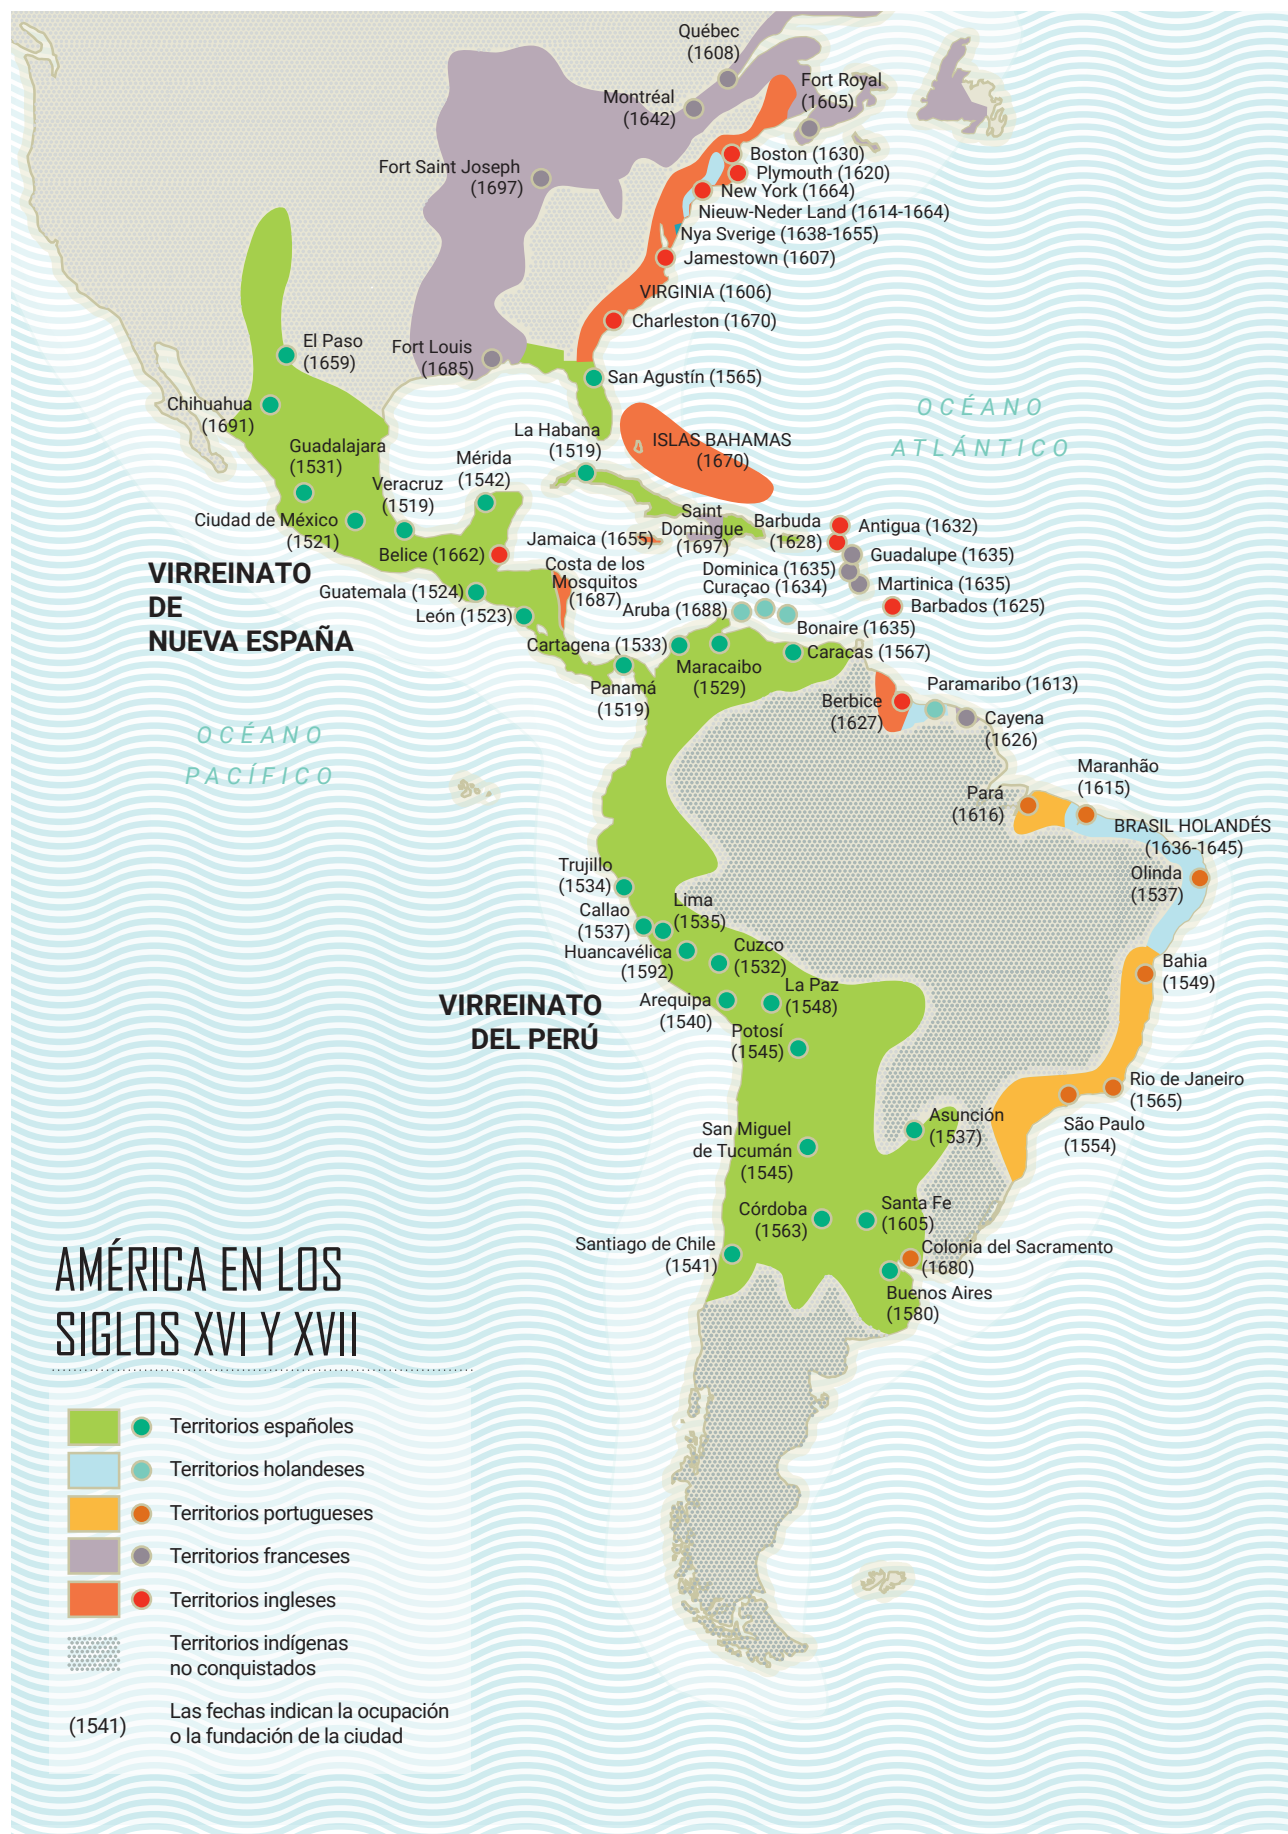 Québec
(1608)
Fort Royal
(1605)
Montréal
(1642)
Boston (1630)
Plymouth (1620)
Fort Saint Joseph
(1697)
New York (1664)
Nieuw-Neder Land (1614-1664)
Nya Sverige (1638-1655)
Jamestown (1607)
VIRGINIA (1606)
Charleston (1670)
El Paso
(1659)
Fort Louis
(1685)
San Agustín (1565)
Chihuahua
(1691)
OCÉANO
ATLÁNTICO
La Habana
(1519)
ISLAS BAHAMAS
(1670)
Guadalajara
(1531)
Mérida
(1542)
Veracruz
(1519)
Ciudad de México
(1521)
Saint
Domingue
(1697)
Barbuda
(1628)
Antigua (1632)
Jamaica (1655)
Belice (1662)
Guadalupe (1635)
Costa de los
Mosquitos
(1687)
Dominica (1635)
Curaçao (1634)
Martinica (1635)
VIRREINATO
DE
NUEVA ESPAÑA
Guatemala (1524)
León (1523)
Aruba (1688)
Barbados (1625)
Bonaire (1635)
Cartagena (1533)
Maracaibo
(1529)
Caracas (1567)
Panamá
(1519)
Paramaribo (1613)
Berbice
(1627)
Cayena
(1626)
OCÉANO
PACÍFICO
Maranhão
(1615)
Pará
(1616)
BRASIL HOLANDÉS
(1636-1645)
Trujillo
(1534)
Olinda
(1537)
Callao
(1537)
Lima
(1535)
Huancavélica
(1592)
Cuzco
(1532)
Bahia
(1549)
VIRREINATO
DEL PERÚ
Arequipa
(1540)
La Paz
(1548)
Potosí
(1545)
Rio de Janeiro
(1565)
São Paulo
(1554)
Asunción
(1537)
San Miguel
de Tucumán
(1545)
Córdoba
(1563)
Santa Fe
(1605)
Santiago de Chile
(1541)
Colonia del Sacramento
(1680)
Buenos Aires
(1580)
AMÉRICA EN LOS
SIGLOS XVI Y XVII
Territorios españoles
Territorios holandeses
Territorios portugueses
Territorios franceses
Territorios ingleses
Territorios indígenas
no conquistados
(1541)
Las fechas indican la ocupación
o la fundación de la ciudad